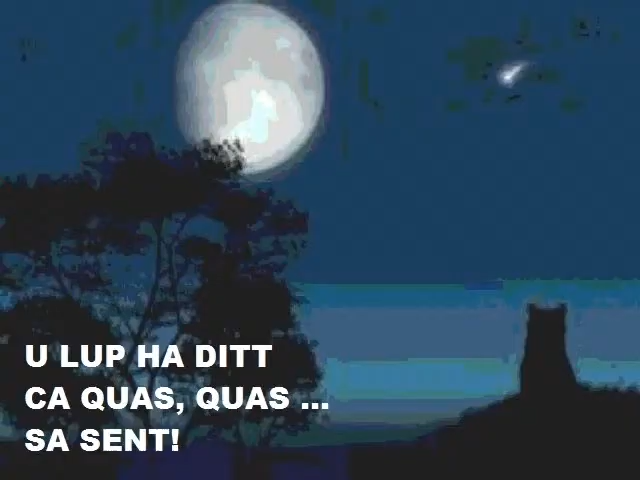 U LUP HA DITT
CA QUAS, QUAS ...
SA SENT!